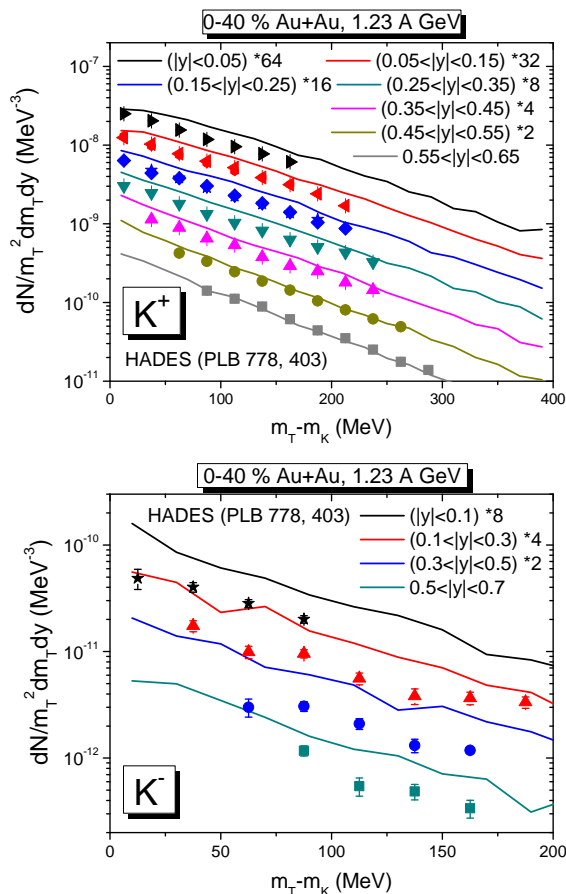 0-40 % Au+Au, 1.23 A GeV
(|y|<0.05) *64
(0.05<|y|<0.15) *32
(0.15<|y|<0.25) *16
(0.25<|y|<0.35) *8
(0.35<|y|<0.45) *4
(0.45<|y|<0.55) *2
0.55<|y|<0.65
10⁻⁷
10⁻⁸
10⁻⁹
10⁻¹⁰
10⁻¹¹
dN/m_T²dm_Tdy (MeV⁻³)
K⁺
HADES (PLB 778, 403)
0 100 200 300 400
m_T-m_K (MeV)
0-40 % Au+Au, 1.23 A GeV
HADES (PLB 778, 403)
(|y|<0.1) *8
(0.1<|y|<0.3) *4
(0.3<|y|<0.5) *2
0.5<|y|<0.7
10⁻¹⁰
10⁻¹¹
10⁻¹²
dN/m_T²dm_Tdy (MeV⁻³)
K⁻
0 50 100 150 200
m_T-m_K (MeV)